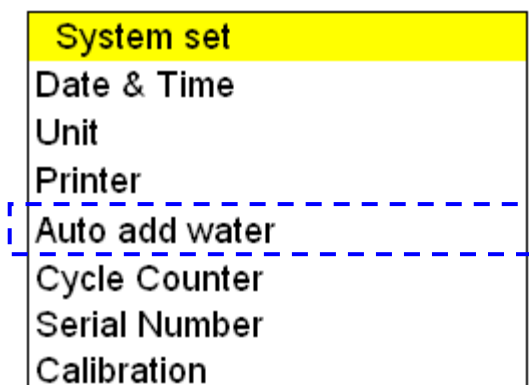 System set
Date & Time
Unit
Printer
Auto add water
Cycle Counter
Serial Number
Calibration